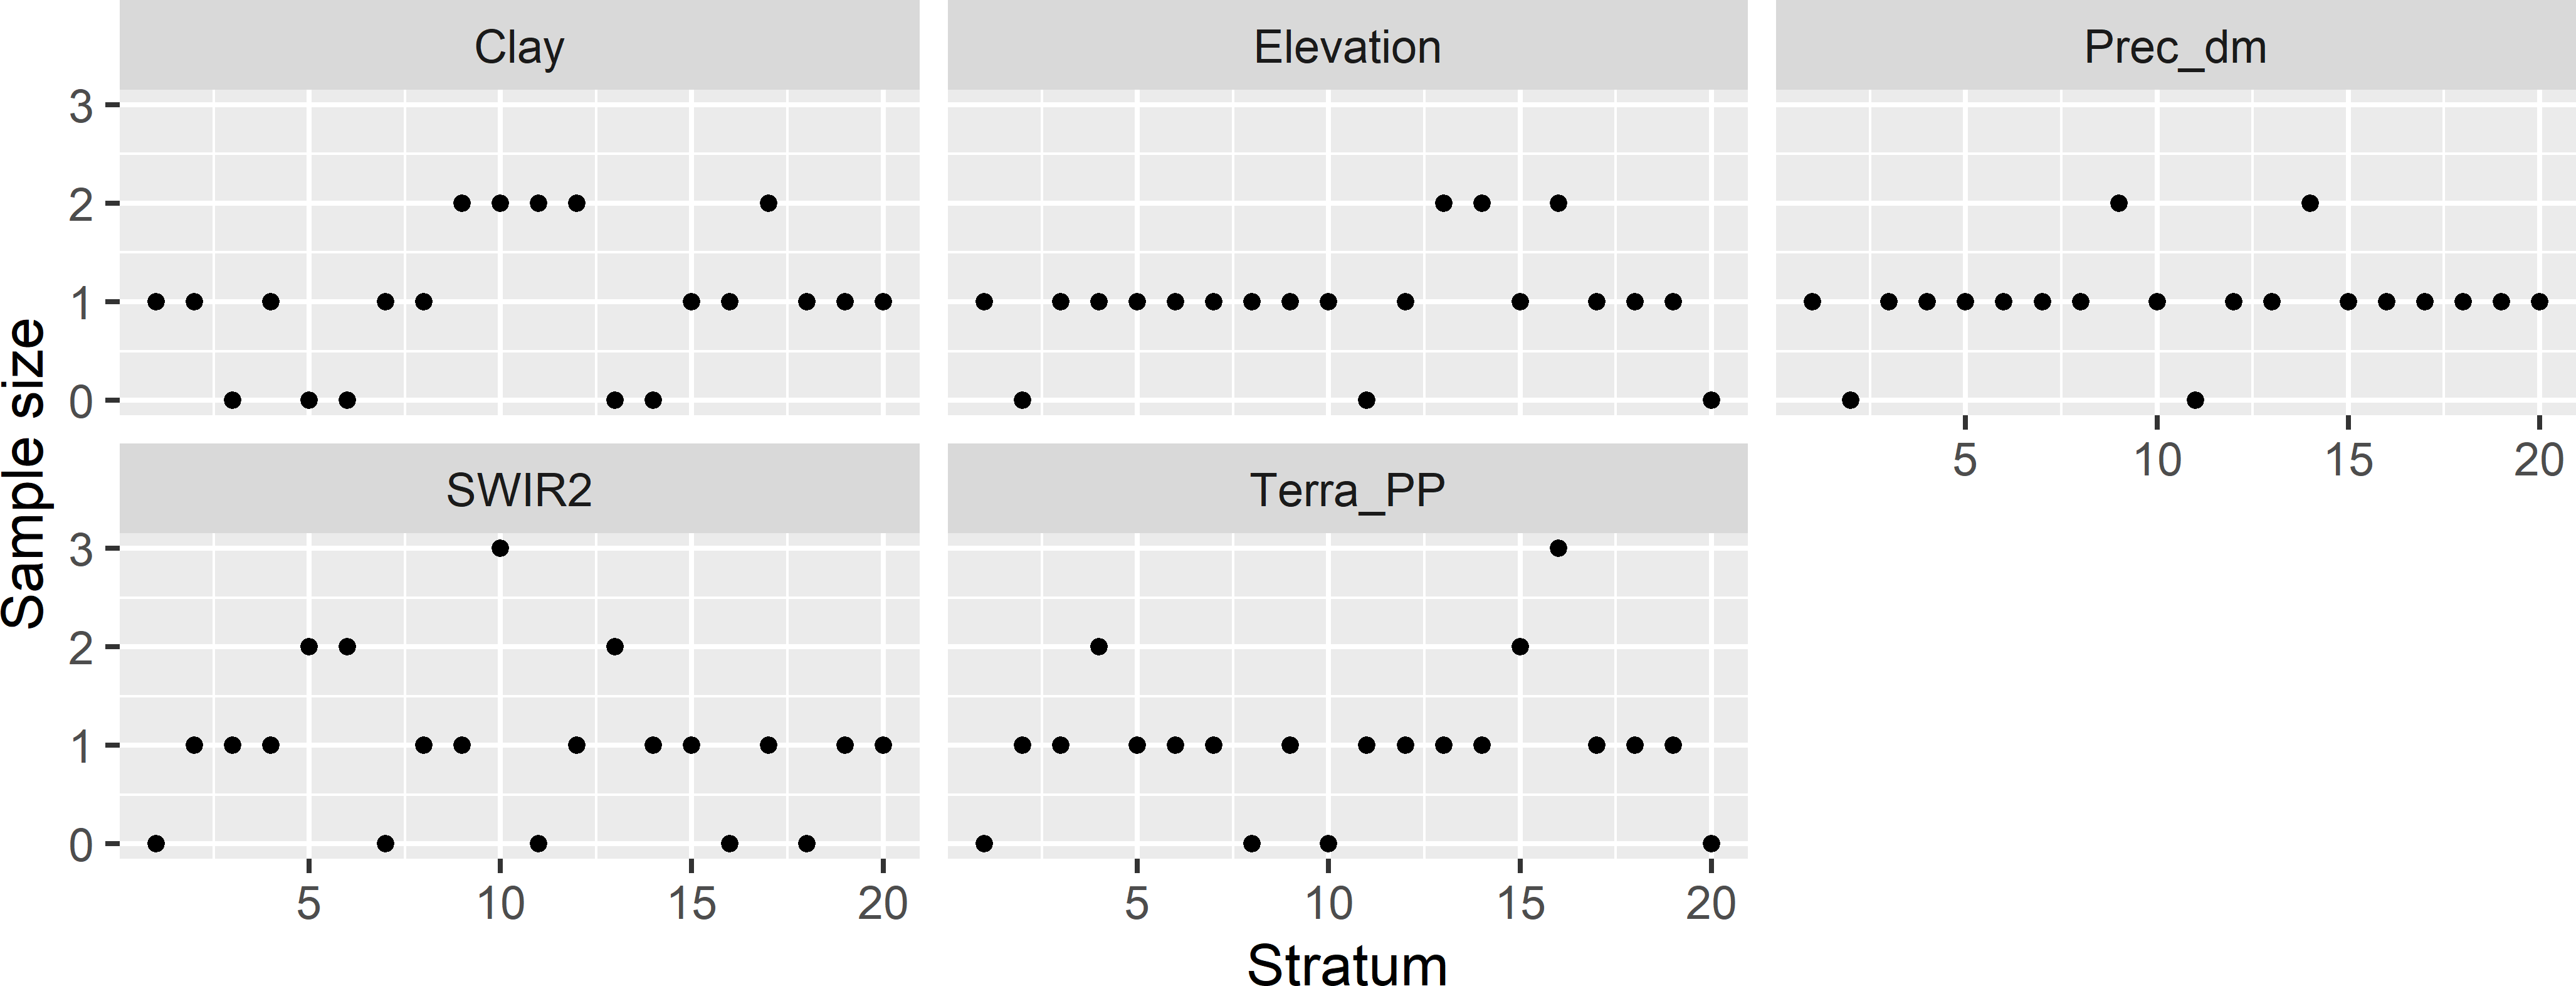 Clay Elevation Prec_dm
3
2
1
0
5 10 15 20
SWIR2 Terra_PP
3
2
1
0
5 10 15 20 5 10 15 20
Sample size
Stratum